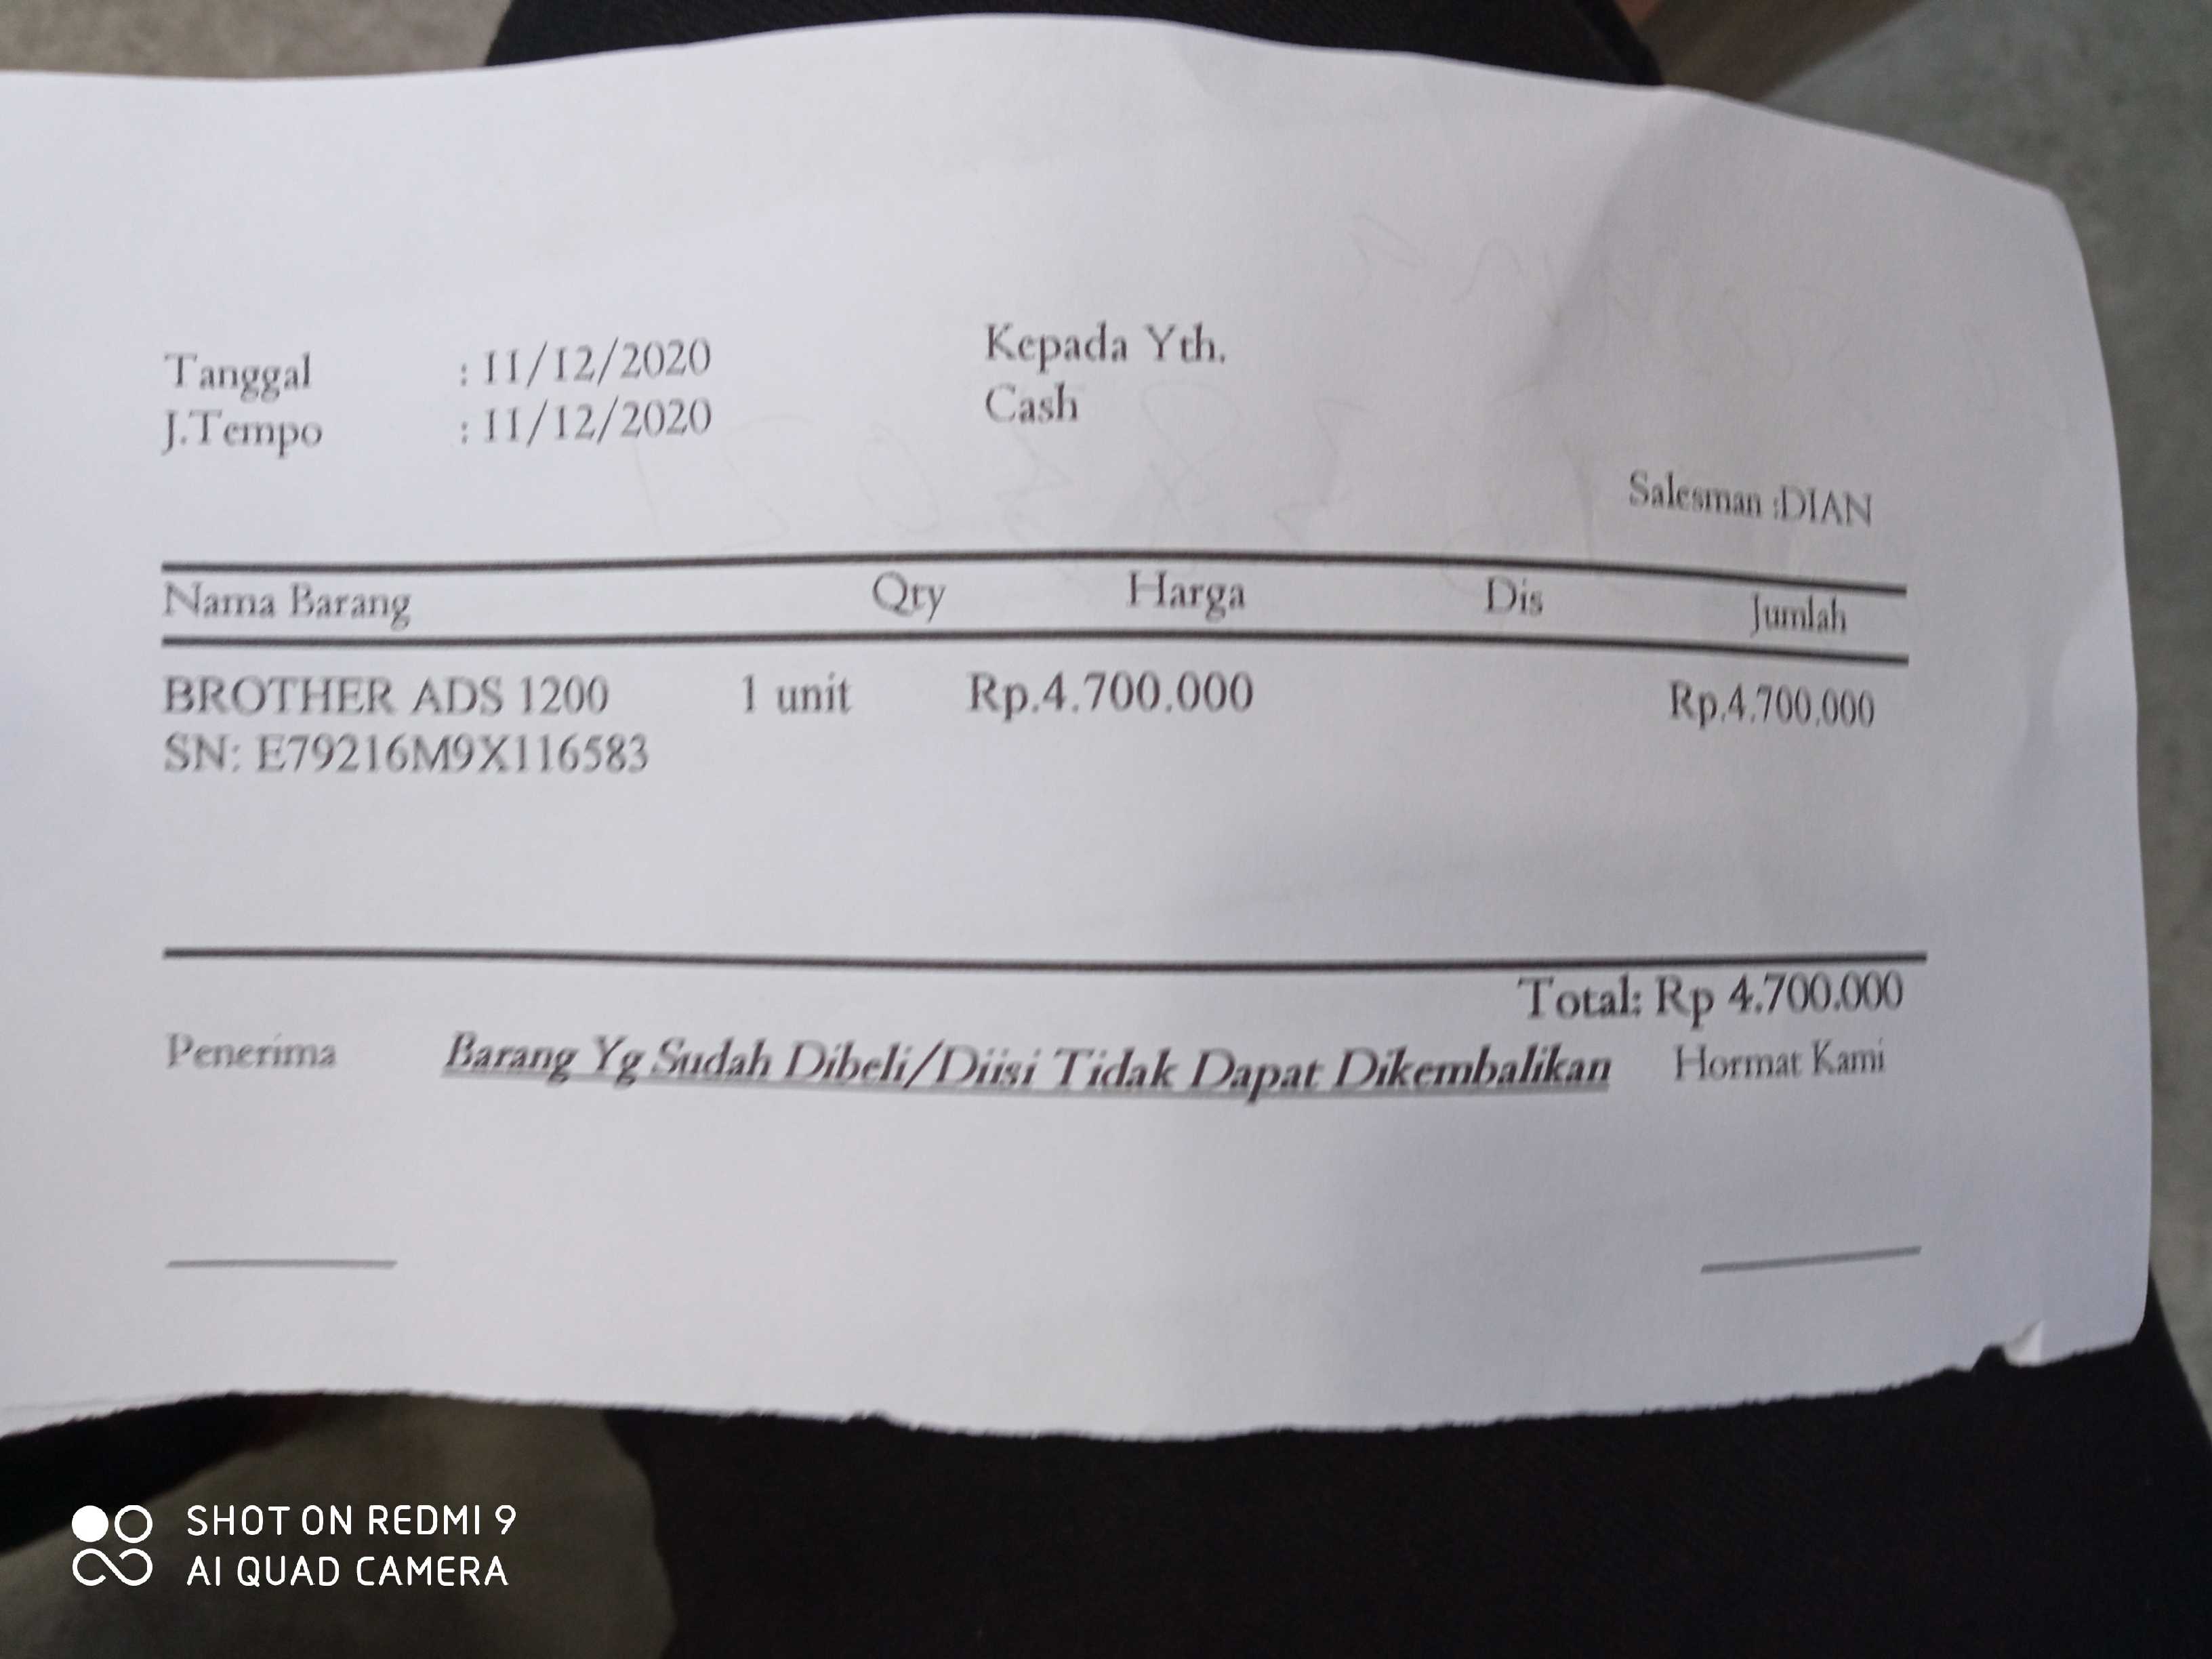 Tanggal : 11/12/2020
J.Tempo : 11/12/2020
Kepada Yth.
Cash
Salesman :DIAN
Nama Barang Qty Harga Dis Jumlah
BROTHER ADS 1200 1 unit Rp.4.700.000 Rp.4.700.000
SN: E79216M9X116583
Total: Rp 4.700.000
Penerima Barang Yg Sudah Dibeli/Diisi Tidak Dapat Dikembalikan Hormat Kami
SHOT ON REDMI 9
AI QUAD CAMERA